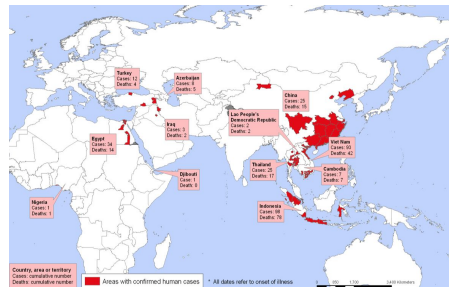 Turkey
Cases: 12
Deaths: 4
Azerbaijan
Cases: 8
Deaths: 5
China
Cases: 25
Deaths: 16
Iraq
Cases: 3
Deaths: 2
Lao People's
Democratic Republic
Cases: 2
Deaths: 2
Egypt
Cases: 34
Deaths: 14
Viet Nam
Cases: 93
Deaths: 42
Thailand
Cases: 25
Deaths: 17
Cambodia
Cases: 7
Deaths: 7
Djibouti
Cases: 1
Deaths: 0
Nigeria
Cases: 1
Deaths: 1
Indonesia
Deaths: 78
Country, area or territory
Cases: cumulative number
Deaths: cumulative number
Areas with confirmed human cases
* All dates refer to onset of illness
Kilometers